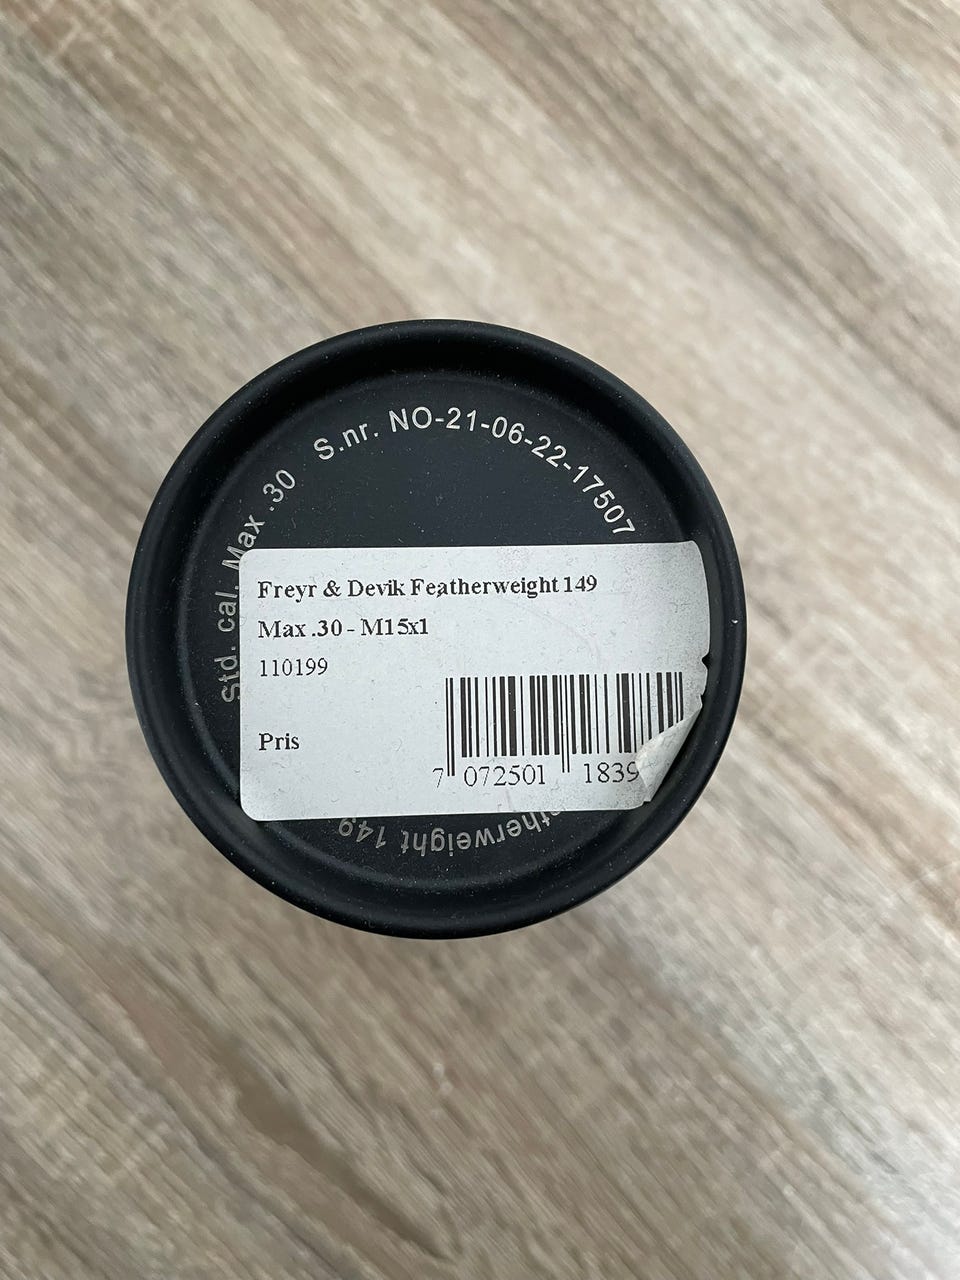 Std. cal. Max .30
S.nr. NO-21-06-22-17507
Freyr & Devik Featherweight 149
Max .30 - M15x1
110199
Pris
7 072501 1839
149